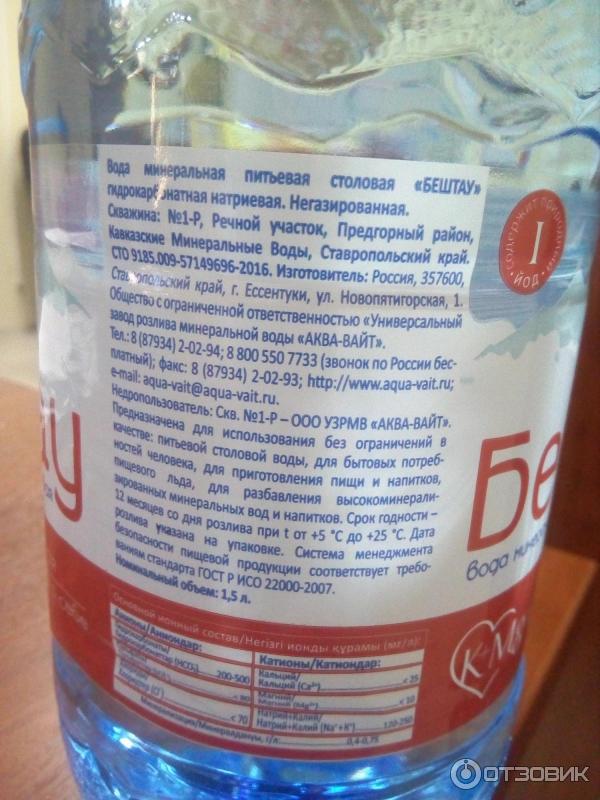 Вода минеральная питьевая столовая «БЕШТАУ»
гидрокарбонатная натриевая. Негазированная.
Скважина: №1-Р, Речной участок, Предгорный район,
Кавказские Минеральные Воды, Ставропольский край.
СТО 9185.009-57149696-2016. Изготовитель: Россия, 357600,
Ставропольский край, г. Ессентуки, ул. Новопятигорская, 1.
Общество с ограниченной ответственностью «Универсальный
завод розлива минеральной воды «АКВА-ВАЙТ».
Тел.: 8 (87934) 2-02-94; 8 800 550 7733 (звонок по России бес-
платный); факс: 8 (87934) 2-02-93; http://www.aqua-vait.ru;
e-mail: aqua-vait@aqua-vait.ru.
Недропользователь: Скв. №1-Р – ООО УЗРМВ «АКВА-ВАЙТ».
Предназначена для использования без ограничений в
качестве: питьевой столовой воды, для бытовых потреб-
ностей человека, для приготовления пищи и напитков,
пищевого льда, для разбавления высокоминерали-
зированных минеральных вод и напитков. Срок годности –
12 месяцев со дня розлива при t от +5 °С до +25 °С. Дата
розлива указана на упаковке. Система менеджмента
безопасности пищевой продукции соответствует требо-
ваниям стандарта ГОСТ Р ИСО 22000-2007.
Номинальный объем: 1,5 л.
Основной ионный состав/Негізгі ионды құрамы (мг/л):
Анионы/Аниондар:
Гидрокарбонаты/
(HCO₃) 200-500
< 70
Минерализация/Минералдануы, г/л: 0,4-0,75
Катионы/Катиондар:
Кальций/
Кальций (Ca²⁺) < 25
Магний/
Магний (Mg²⁺) < 10
Натрий+Калий/
Натрий+Калий (Na⁺+K⁺) 120-250
содержит природный
I
йод
Бе
вода минер
ау
К
М
ОТЗОВИК